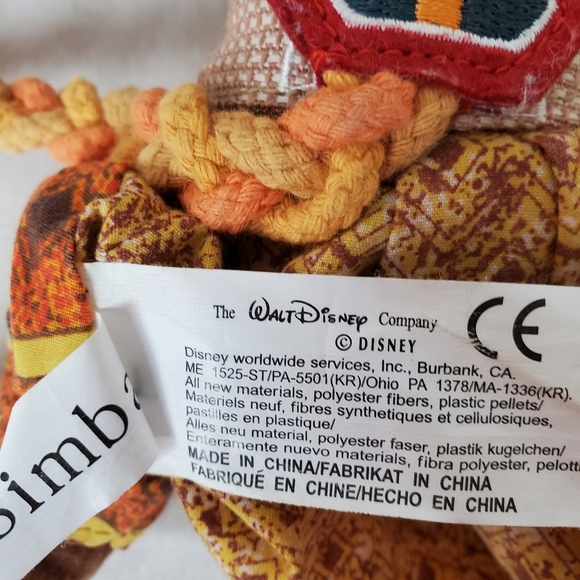 The WALT DISNEY Company CE
© DISNEY
Disney worldwide services, Inc., Burbank, CA.
ME 1525-ST/PA-5501(KR)/Ohio PA 1378/MA-1336(KR).
All new materials, polyester fibers, plastic pellets/
Materiels neuf, fibres synthetiques et cellulosiques,
pastilles en plastique/
Alles neu material, polyester faser, plastik kugelchen/
Enteramente nuevo materials, fibra polyester, pelott
MADE IN CHINA/FABRIKAT IN CHINA
FABRIQUÉ EN CHINE/HECHO EN CHINA
simba